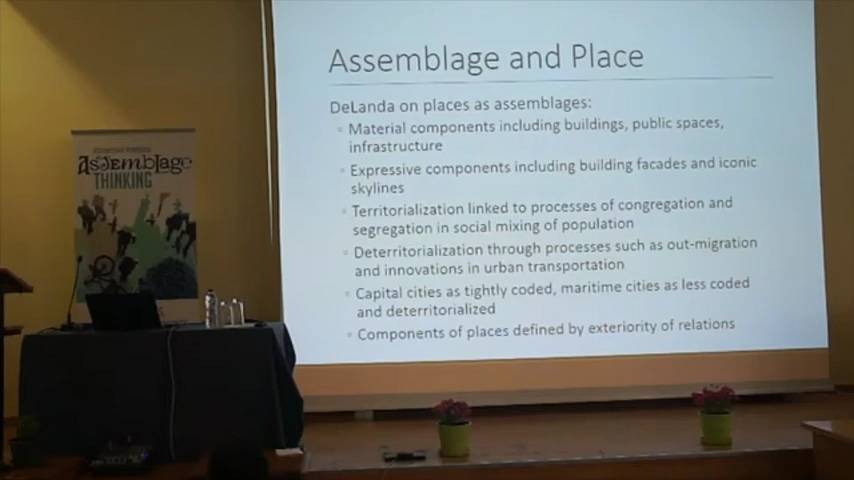 Assemblage and Place
DeLanda on places as assemblages:
Material components including buildings, public spaces,
infrastructure
Expressive components including building facades and iconic
skylines
Territorialization linked to processes of congregation and
segregation in social mixing of population
Deterritorialization through processes such as out-migration
and innovations in urban transportation
Capital cities as tightly coded, maritime cities as less coded
and deterritorialized
Components of places defined by exteriority of relations
Assemblage
THINKING